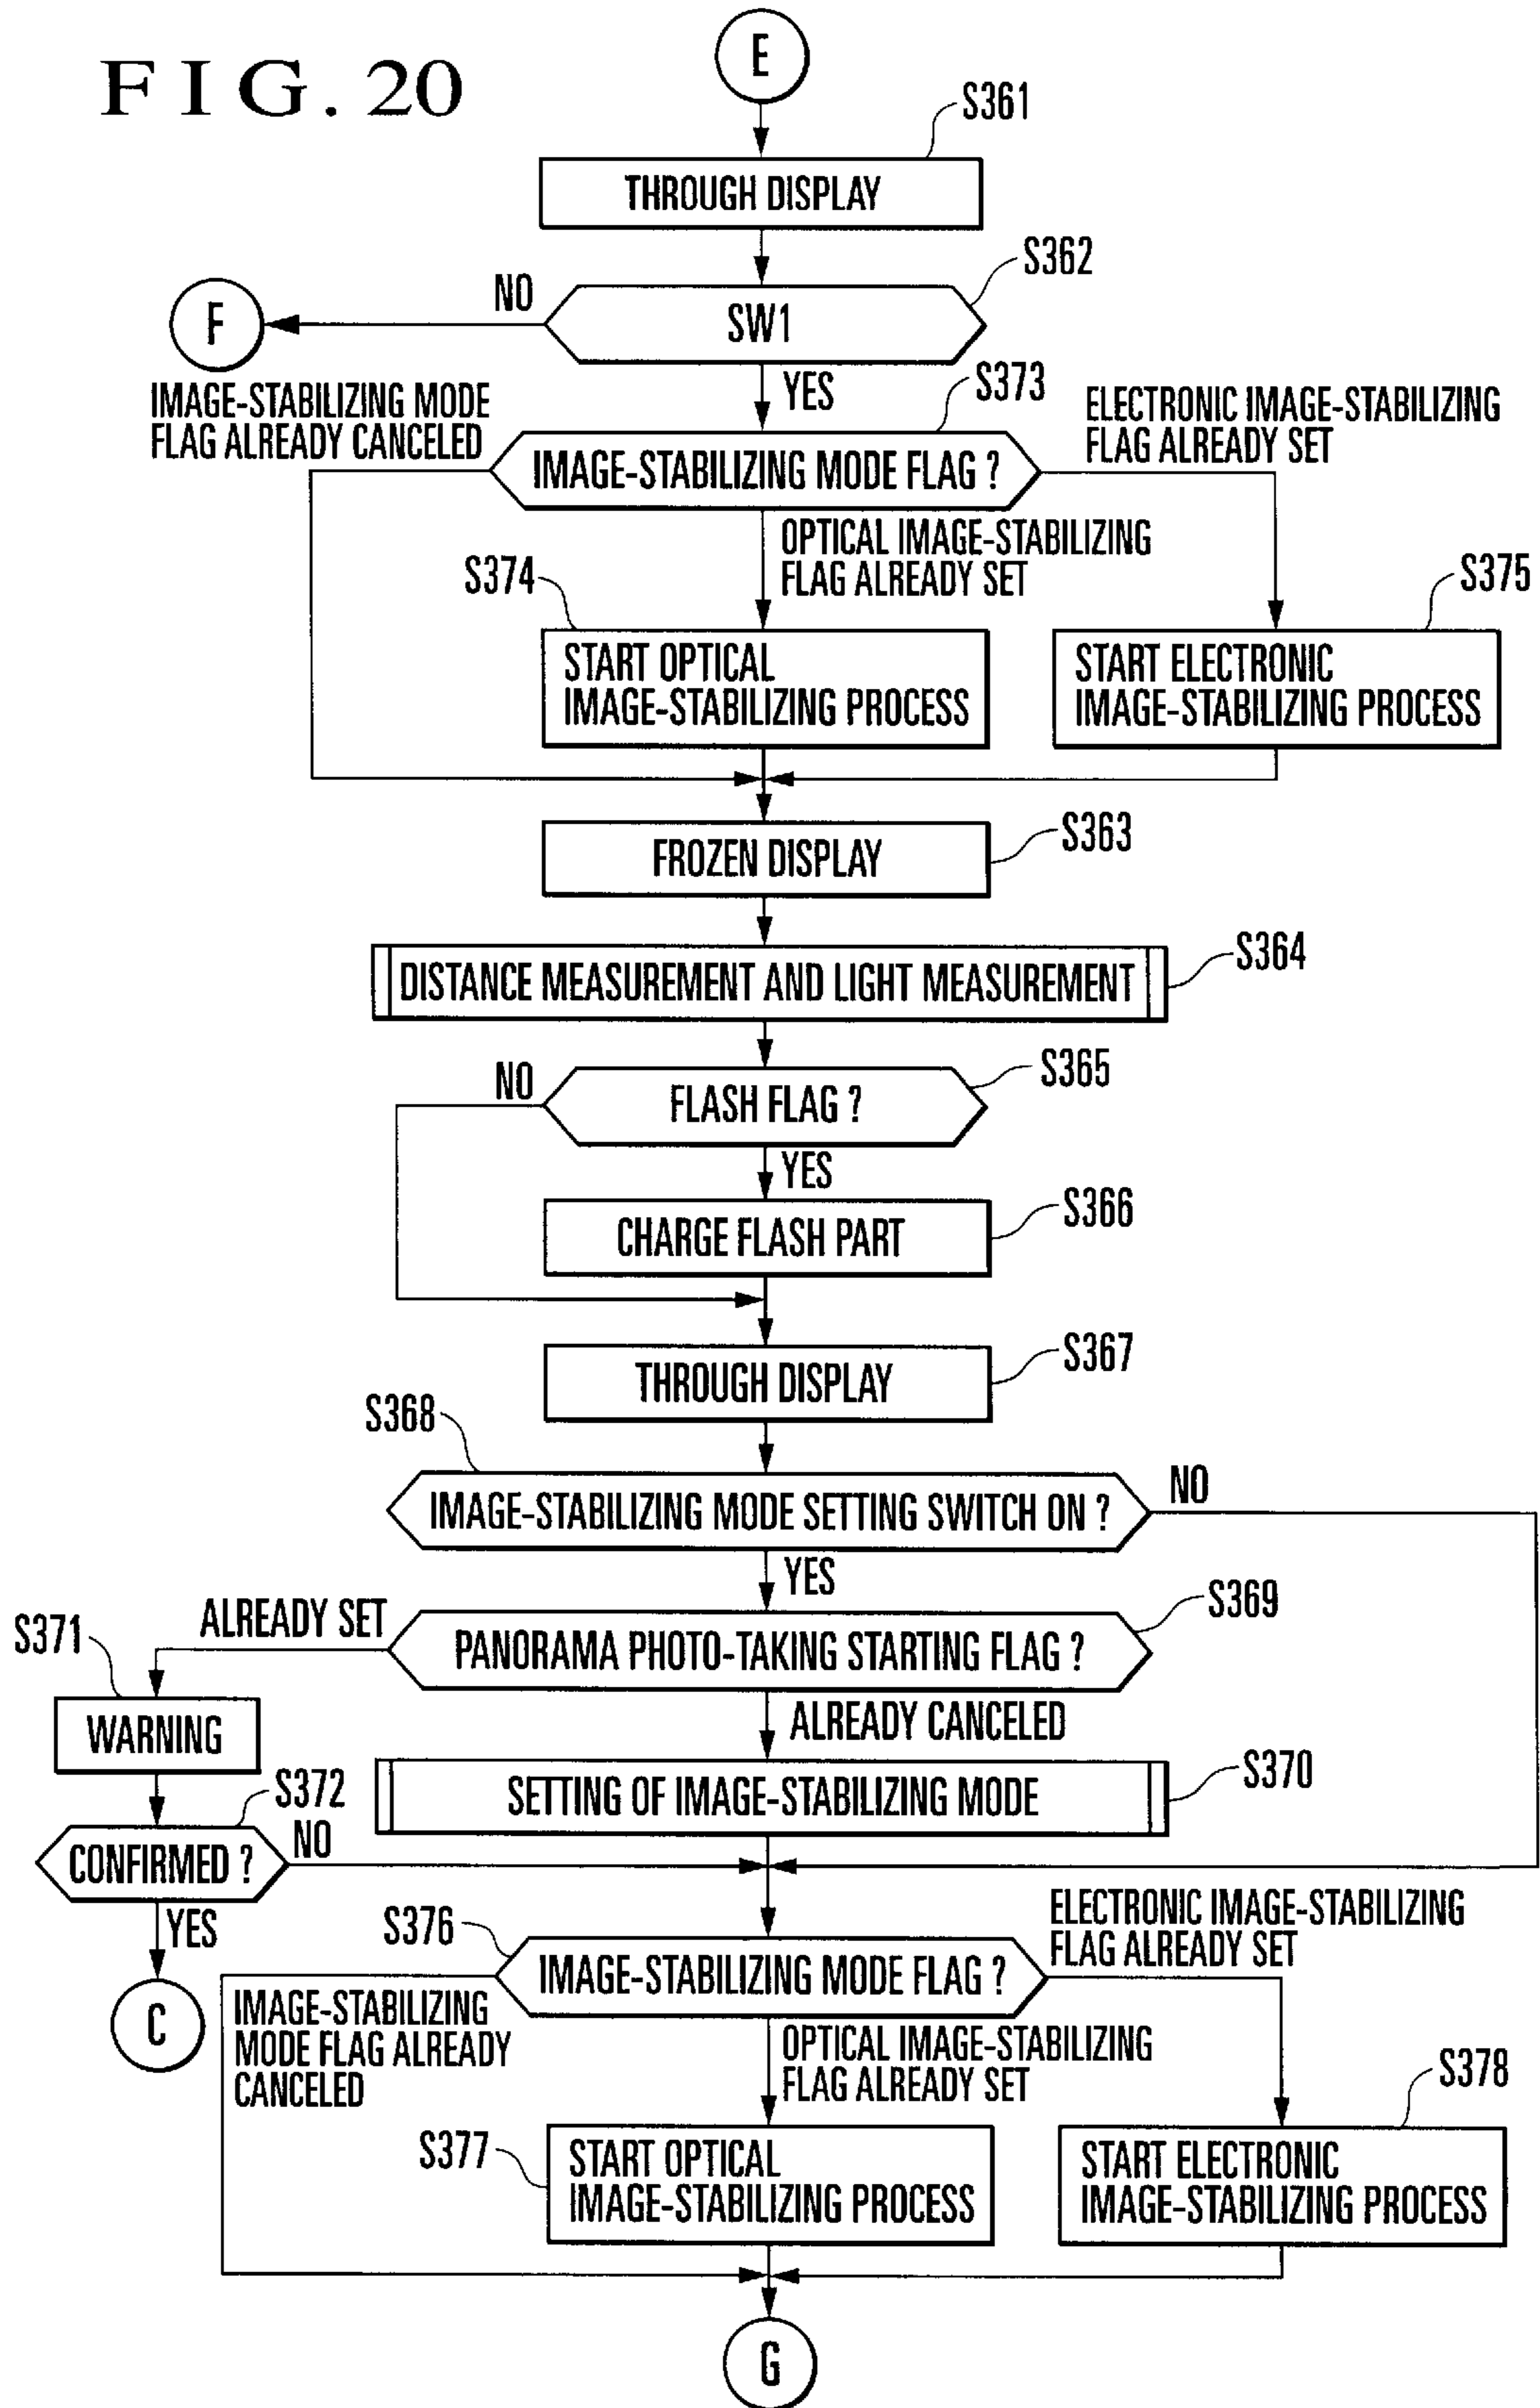 FIG. 20
E
S361
THROUGH DISPLAY
S362
NO
F
SW1
YES
S373
IMAGE-STABILIZING MODE
FLAG ALREADY CANCELED
ELECTRONIC IMAGE-STABILIZING
FLAG ALREADY SET
IMAGE-STABILIZING MODE FLAG ?
OPTICAL IMAGE-STABILIZING
FLAG ALREADY SET
S374
S375
START OPTICAL
IMAGE-STABILIZING PROCESS
START ELECTRONIC
IMAGE-STABILIZING PROCESS
S363
FROZEN DISPLAY
S364
DISTANCE MEASUREMENT AND LIGHT MEASUREMENT
S365
NO
FLASH FLAG ?
YES
S366
CHARGE FLASH PART
S367
THROUGH DISPLAY
S368
NO
IMAGE-STABILIZING MODE SETTING SWITCH ON ?
YES
S369
S371
ALREADY SET
PANORAMA PHOTO-TAKING STARTING FLAG ?
WARNING
ALREADY CANCELED
S370
S372
SETTING OF IMAGE-STABILIZING MODE
NO
CONFIRMED ?
YES
S376
ELECTRONIC IMAGE-STABILIZING
FLAG ALREADY SET
IMAGE-STABILIZING MODE FLAG ?
C
IMAGE-STABILIZING
MODE FLAG ALREADY
CANCELED
OPTICAL IMAGE-STABILIZING
FLAG ALREADY SET
S378
S377
START OPTICAL
IMAGE-STABILIZING PROCESS
START ELECTRONIC
IMAGE-STABILIZING PROCESS
G